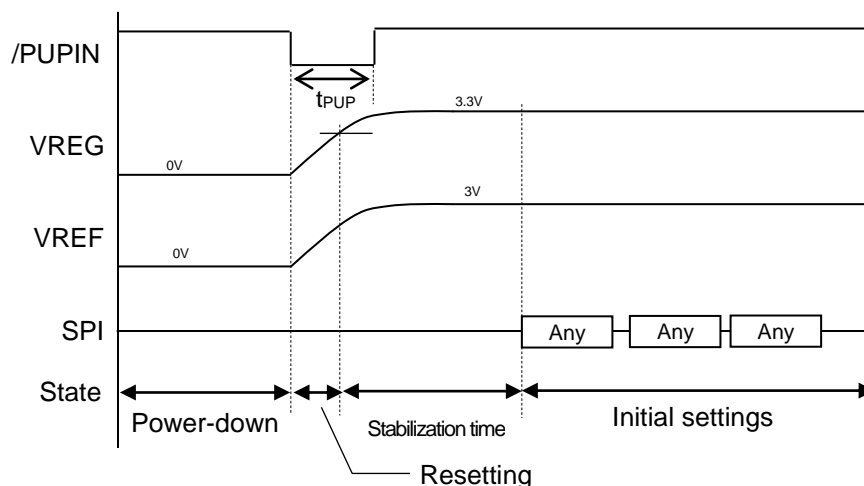 /PUPIN
tPUP
3.3V
VREG
0V
3V
VREF
0V
SPI
Any Any Any
State
Power-down Stabilization time Initial settings
Resetting